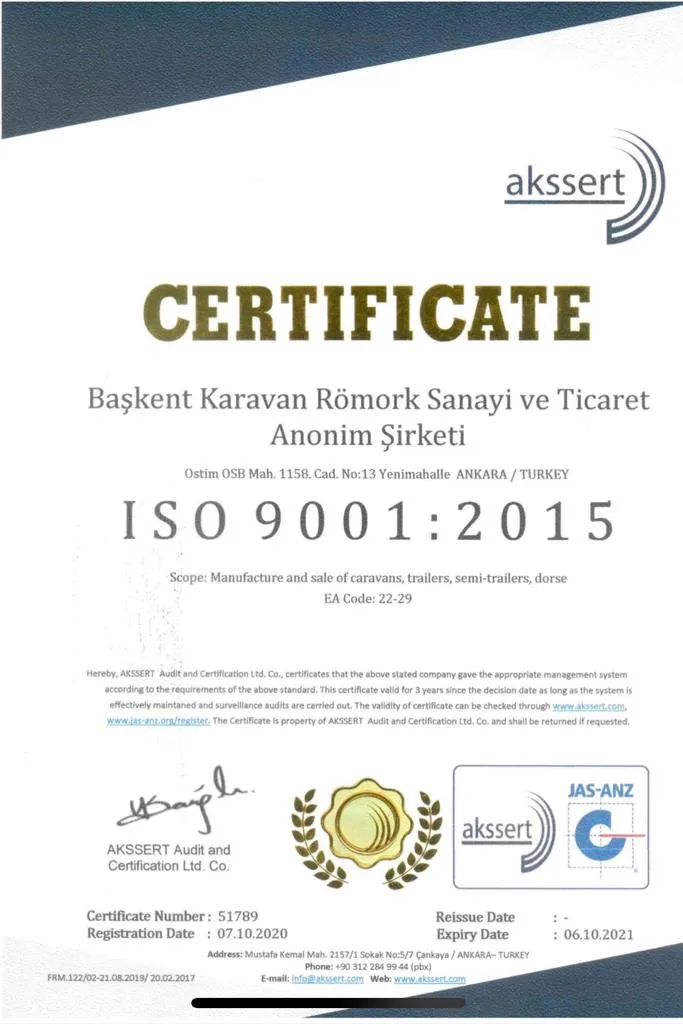 akssert
CERTIFICATE
Başkent Karavan Römork Sanayi ve Ticaret
Anonim Şirketi
Ostim OSB Mah. 1158. Cad. No:13 Yenimahalle ANKARA / TURKEY
ISO 9001:2015
Scope: Manufacture and sale of caravans, trailers, semi-trailers, dorse
EA Code: 22-29
Hereby, AKSSERT Audit and Certification Ltd. Co., certificates that the above stated company gave the appropriate management system
according to the requirements of the above standard. This certificate valid for 3 years since the decision date as long as the system is
effectively maintaned and surveillance audits are carried out. The validity of certificate can be checked through www.akssert.com,
www.jas-anz.org/register. The Certificate is property of AKSSERT Audit and Certification Ltd. Co. and shall be returned if requested.
JAS-ANZ
akssert
AKSSERT Audit and
Certification Ltd. Co.
Certificate Number : 51789
Registration Date : 07.10.2020
Reissue Date : -
Expiry Date : 06.10.2021
Address: Mustafa Kemal Mah. 2157/1 Sokak No:5/7 Çankaya / ANKARA– TURKEY
Phone: +90 312 284 99 44 (pbx)
FRM.122/02-21.08.2019/ 20.02.2017
E-mail: info@akssert.com Web: www.akssert.com